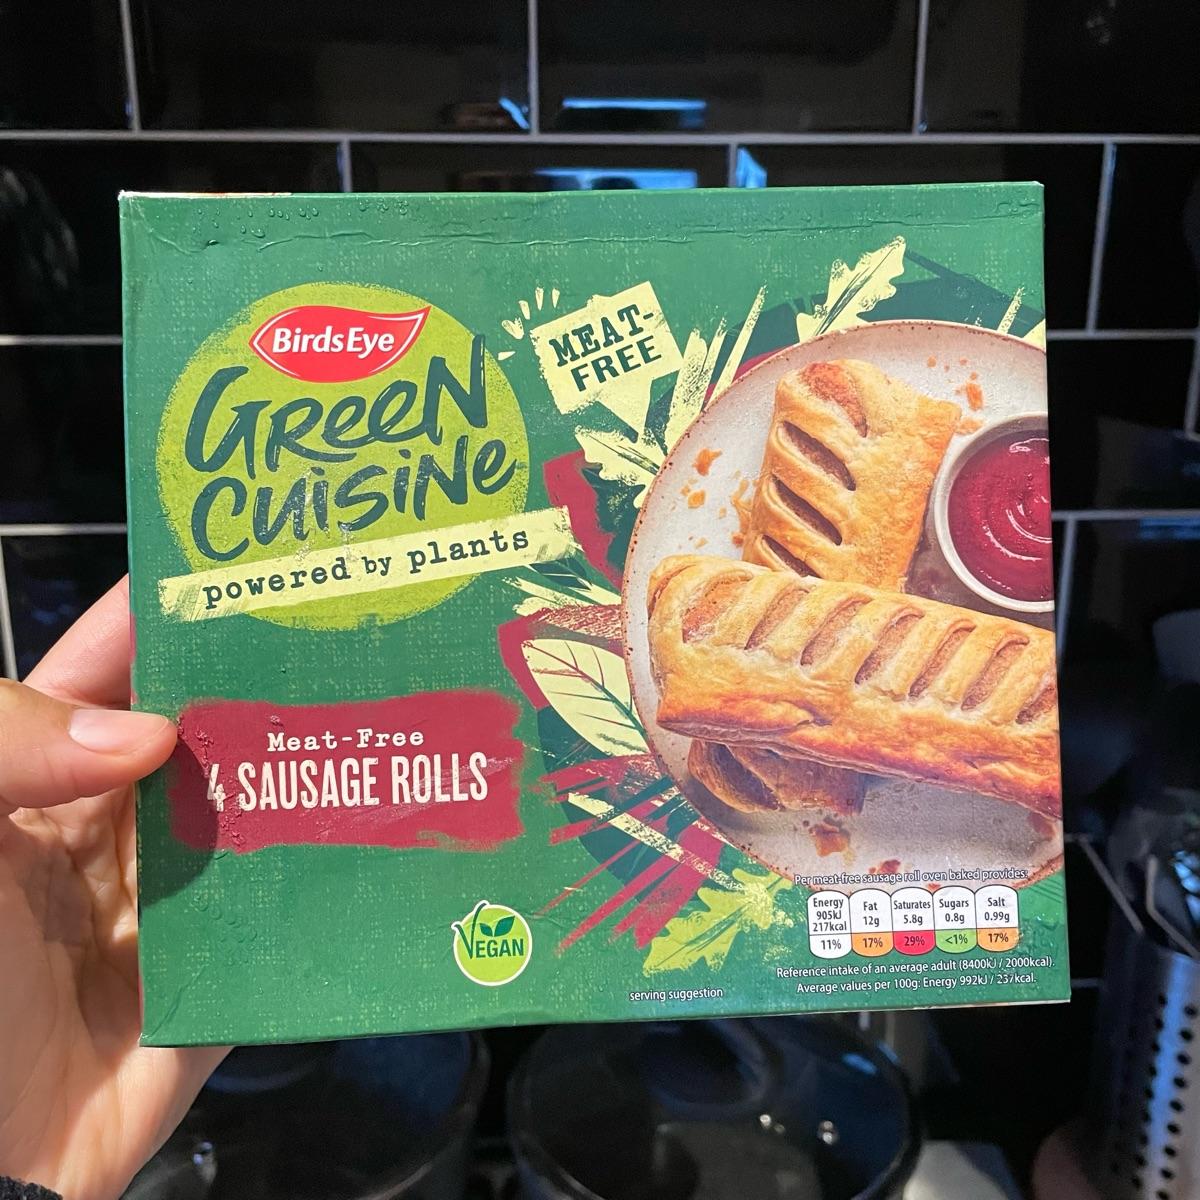 BirdsEye
GREEN
CUISINE
powered by plants
MEAT-
FREE
Meat-Free
4 SAUSAGE ROLLS
VEGAN
serving suggestion
Per meat-free sausage roll oven baked provides:
Energy 905kJ 217kcal 11%
Fat 12g 17%
Saturates 5.8g 29%
Sugars 0.8g <1%
Salt 0.99g 17%
Reference intake of an average adult (8400kJ / 2000kcal).
Average values per 100g: Energy 992kJ / 237kcal.